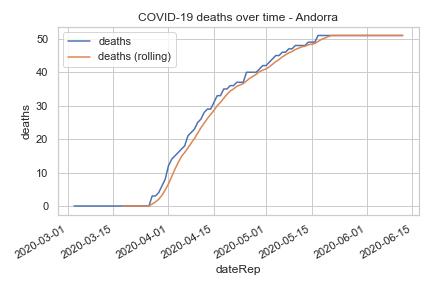 COVID-19 deaths over time - Andorra
deaths
deaths (rolling)
50
40
30
20
10
0
deaths
2020-03-01
2020-03-15
2020-04-01
2020-04-15
2020-05-01
2020-05-15
2020-06-01
2020-06-15
dateRep